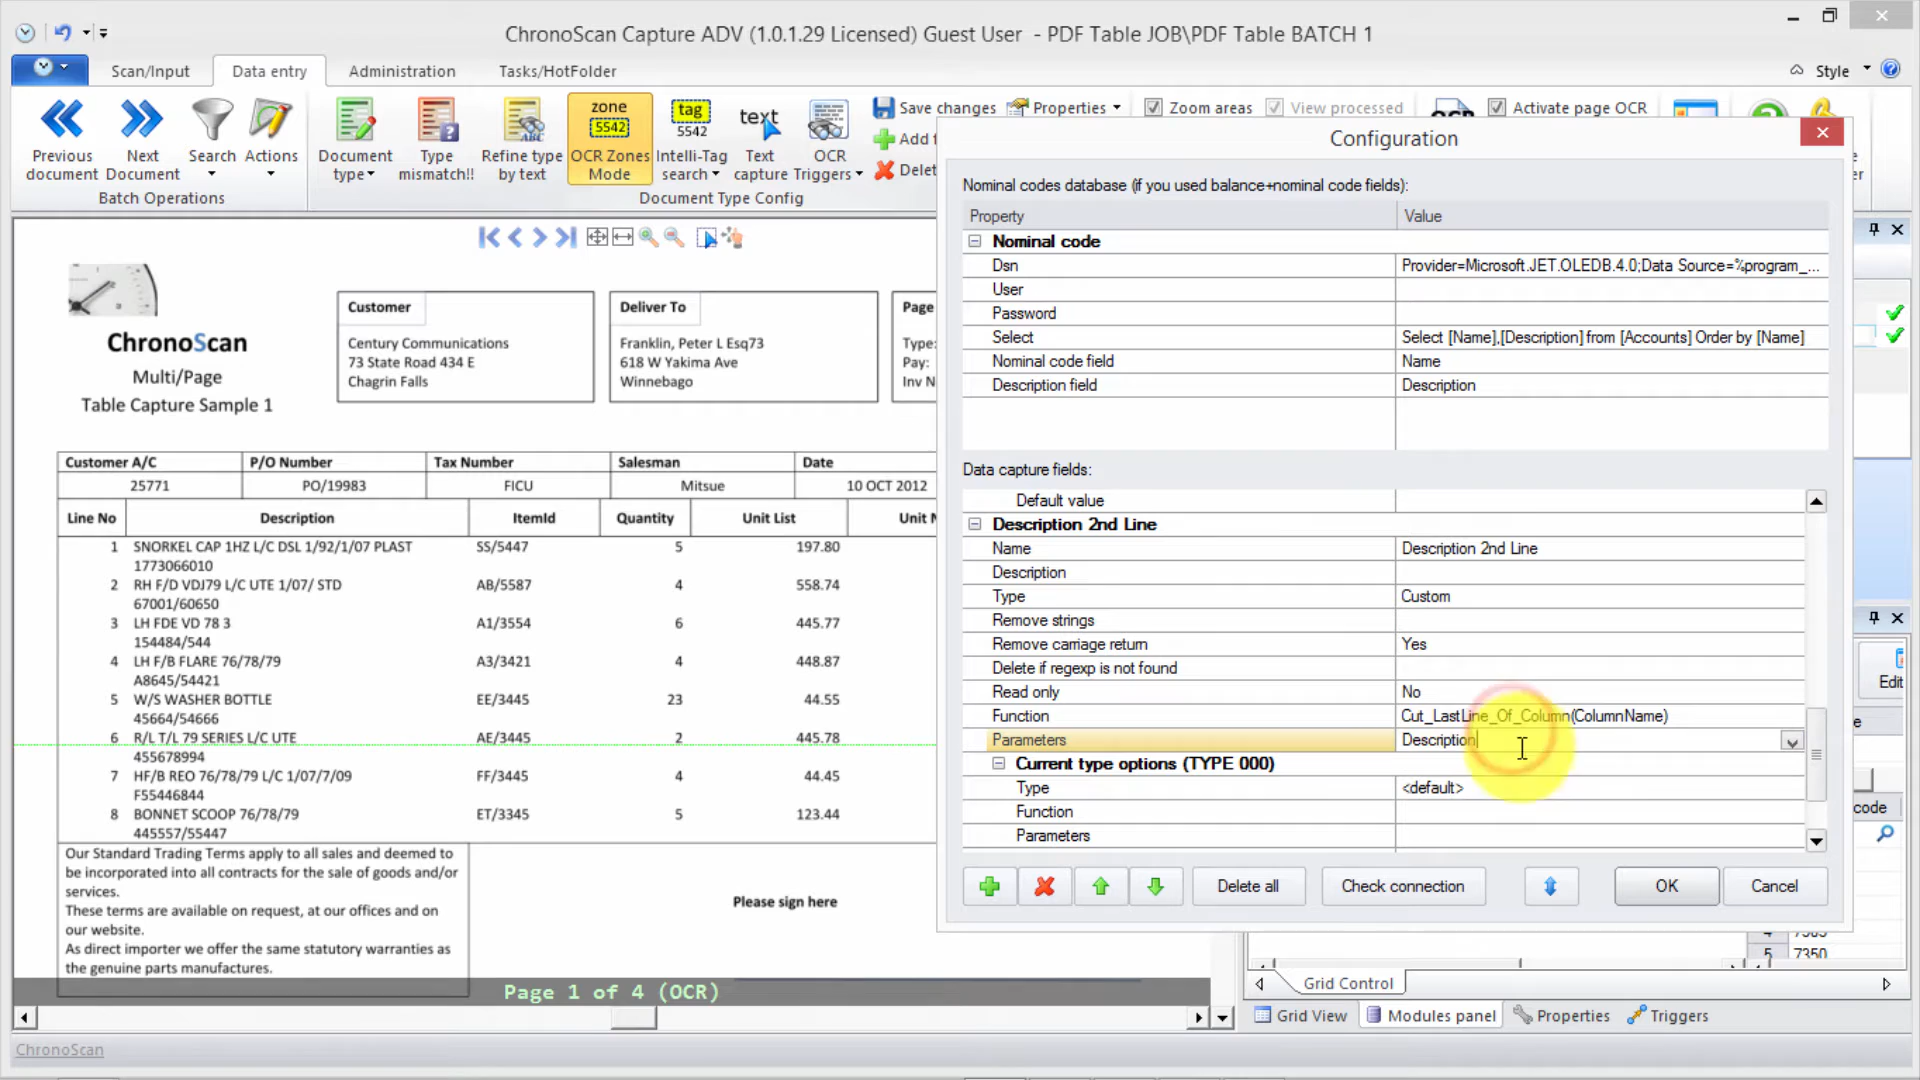 ChronoScan Capture ADV (1.0.1.29 Licensed) Guest User - PDF Table JOB\PDF Table BATCH 1
Scan/Input
Data entry
Administration
Tasks/HotFolder
Style
Previous document
Next Document
Search
Actions
Batch Operations
Document type
Type mismatch!!
Refine type by text
zone
5542
OCR Zones Mode
tag
5542
Intelli-Tag search
text
Text capture
OCR Triggers
Document Type Config
Save changes
Properties
Zoom areas
View processed
Activate page OCR
Add
Delet
Configuration
Nominal codes database (if you used balance+nominal code fields):
Property Value
Nominal code
Dsn Provider=Microsoft.JET.OLEDB.4.0;Data Source=%program_...
User
Password
Select Select [Name],[Description] from [Accounts] Order by [Name]
Nominal code field Name
Description field Description
Data capture fields:
Default value
Description 2nd Line
Name Description 2nd Line
Description
Type Custom
Remove strings
Remove carriage return Yes
Delete if regexp is not found
Read only No
Function Cut_LastLine_Of_Column(ColumnName)
Parameters Description
Current type options (TYPE 000)
Type <default>
Function
Parameters
Delete all
Check connection
OK
Cancel
ChronoScan
Multi/Page
Table Capture Sample 1
Customer
Century Communications
73 State Road 434 E
Chagrin Falls
Deliver To
Franklin, Peter L Esq73
618 W Yakima Ave
Winnebago
Page
Type:
Pay:
Inv N
Customer A/C P/O Number Tax Number Salesman Date
25771 PO/19983 FICU Mitsue 10 OCT 2012
Line No Description ItemId Quantity Unit List Unit N
1 SNORKEL CAP 1HZ L/C DSL 1/92/1/07 PLAST SS/5447 5 197.80
1773066010
2 RH F/D VDJ79 L/C UTE 1/07/ STD AB/5587 4 558.74
67001/60650
3 LH FDE VD 78 3 A1/3554 6 445.77
154484/544
4 LH F/B FLARE 76/78/79 A3/3421 4 448.87
A8645/54421
5 W/S WASHER BOTTLE EE/3445 23 44.55
45664/54666
6 R/L T/L 79 SERIES L/C UTE AE/3445 2 445.78
455678994
7 HF/B REO 76/78/79 L/C 1/07/7/09 FF/3445 4 44.45
F55446844
8 BONNET SCOOP 76/78/79 ET/3345 5 123.44
445557/55447
Our Standard Trading Terms apply to all sales and deemed to
be incorporated into all contracts for the sale of goods and/or
services.
These terms are available on request, at our offices and on
our website.
As direct importer we offer the same statutory warranties as
the genuine parts manufactures.
Please sign here
Page 1 of 4 (OCR)
Edit
code
5 7350
Grid Control
Grid View
Modules panel
Properties
Triggers
ChronoScan